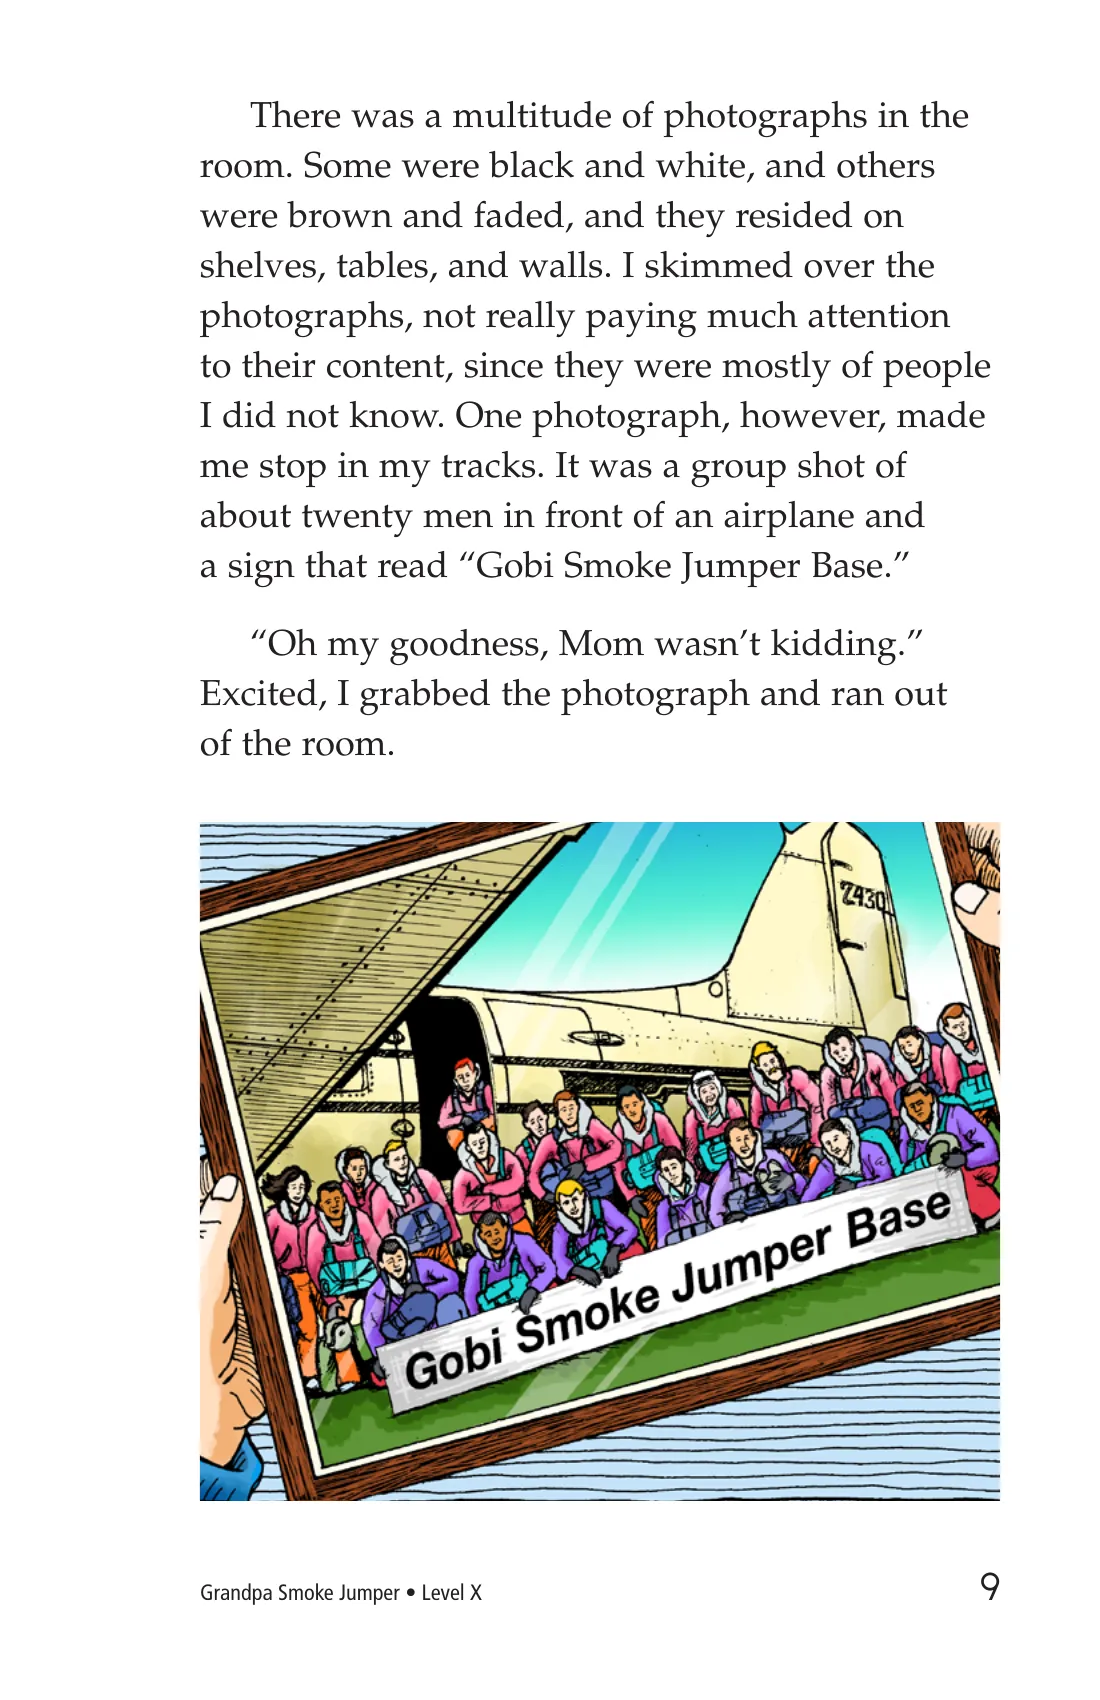 There was a multitude of photographs in the
room. Some were black and white, and others
were brown and faded, and they resided on
shelves, tables, and walls. I skimmed over the
photographs, not really paying much attention
to their content, since they were mostly of people
I did not know. One photograph, however, made
me stop in my tracks. It was a group shot of
about twenty men in front of an airplane and
a sign that read “Gobi Smoke Jumper Base.”
“Oh my goodness, Mom wasn’t kidding.”
Excited, I grabbed the photograph and ran out
of the room.
Z430
Gobi Smoke Jumper Base
Grandpa Smoke Jumper • Level X
9